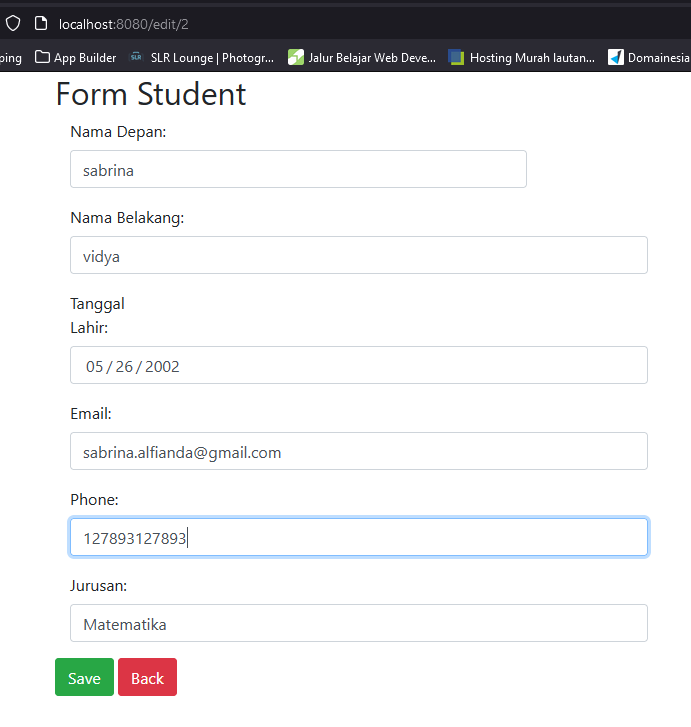 localhost:8080/edit/2
ping App Builder SLR SLR Lounge | Photogr... Jalur Belajar Web Deve... Hosting Murah lautan... Domainesia
Form Student
Nama Depan:
sabrina
Nama Belakang:
vidya
Tanggal
Lahir:
05 / 26 / 2002
Email:
sabrina.alfianda@gmail.com
Phone:
127893127893
Jurusan:
Matematika
Save Back